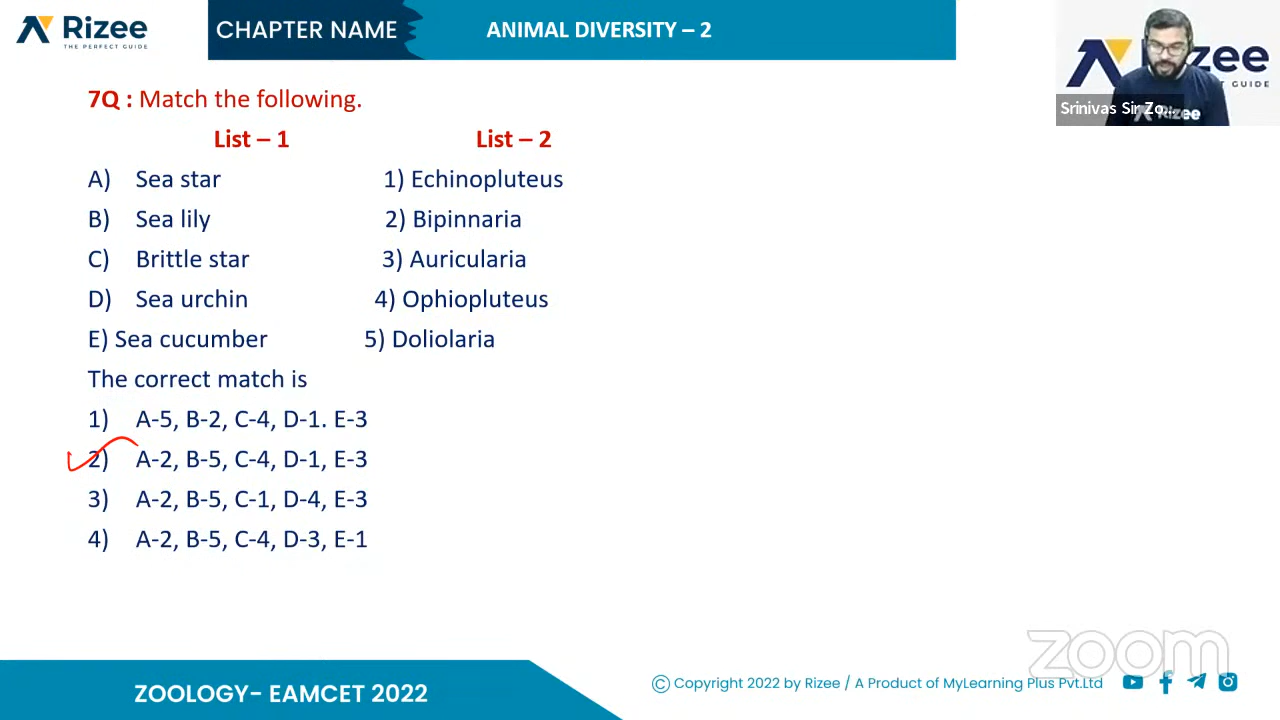 Rizee
THE PERFECT GUIDE
CHAPTER NAME
ANIMAL DIVERSITY – 2
zee
GUIDE
Srinivas Sir Zo...
Rizee
7Q : Match the following.
List – 1 List – 2
A) Sea star 1) Echinopluteus
B) Sea lily 2) Bipinnaria
C) Brittle star 3) Auricularia
D) Sea urchin 4) Ophiopluteus
E) Sea cucumber 5) Doliolaria
The correct match is
1) A-5, B-2, C-4, D-1. E-3
2) A-2, B-5, C-4, D-1, E-3
3) A-2, B-5, C-1, D-4, E-3
4) A-2, B-5, C-4, D-3, E-1
zoom
ZOOLOGY- EAMCET 2022
© Copyright 2022 by Rizee / A Product of MyLearning Plus Pvt.Ltd